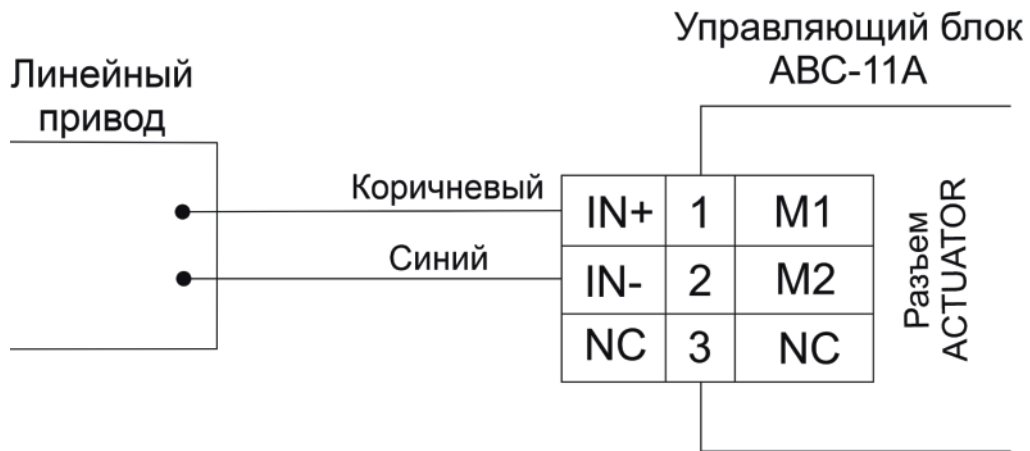 Управляющий блок
АВС-11А
Линейный
привод
Коричневый
Синий
IN+ 1 M1
IN- 2 M2
NC 3 NC
Разъем
ACTUATOR